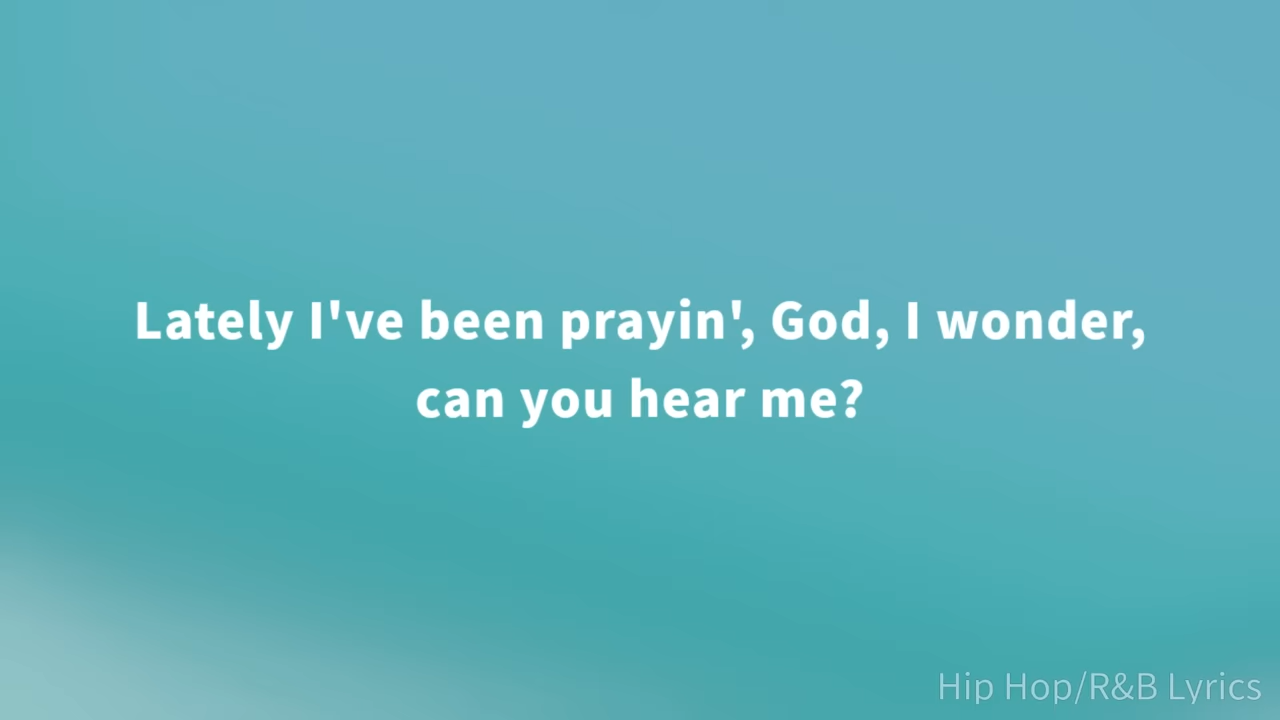 Lately I've been prayin', God, I wonder,
can you hear me?
Hip Hop/R&B Lyrics